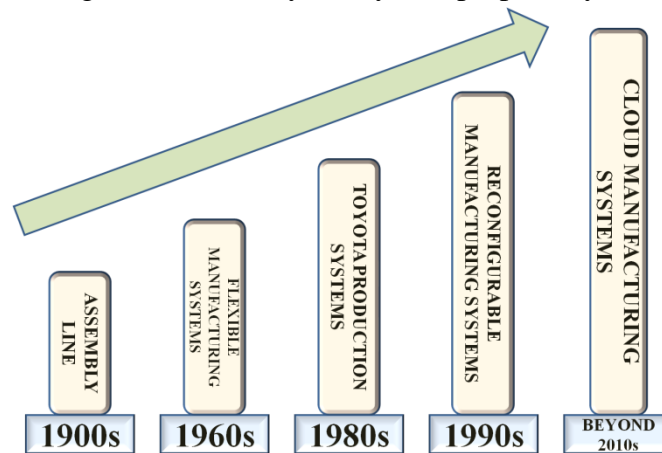 ASSEMBLY
LINE
FLEXIBLE
MANUFACTURING
SYSTEMS
TOYOTA PRODUCTION
SYSTEMS
RECONFIGURABLE
MANUFACTURING SYSTEMS
CLOUD MANUFACTURING
SYSTEMS
1900s
1960s
1980s
1990s
BEYOND
2010s